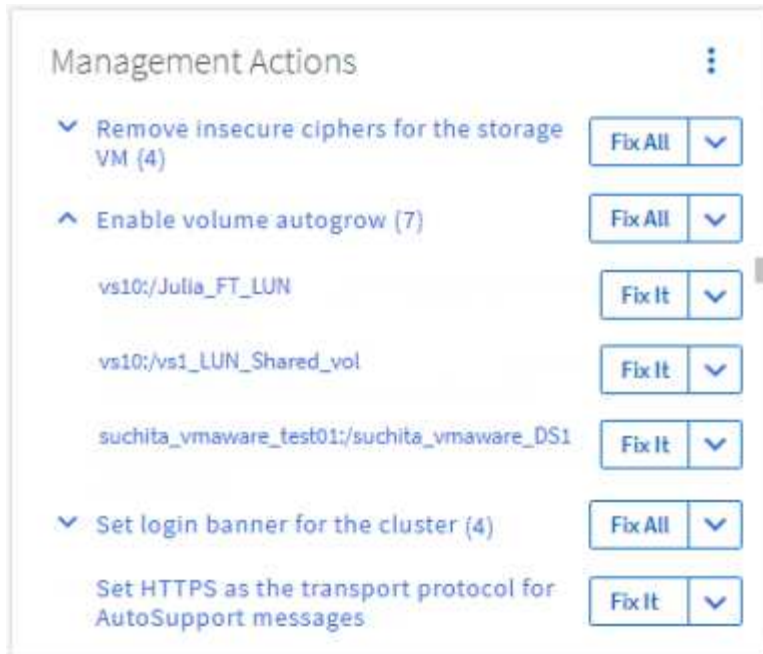 Management Actions
Remove insecure ciphers for the storage
VM (4)
Fix All
Enable volume autogrow (7)
Fix All
vs10:/Julia_FT_LUN
Fix It
vs10:/vs1_LUN_Shared_vol
Fix It
suchita_vmaware_test01:/suchita_vmaware_DS1
Fix It
Set login banner for the cluster (4)
Fix All
Set HTTPS as the transport protocol for
AutoSupport messages
Fix It